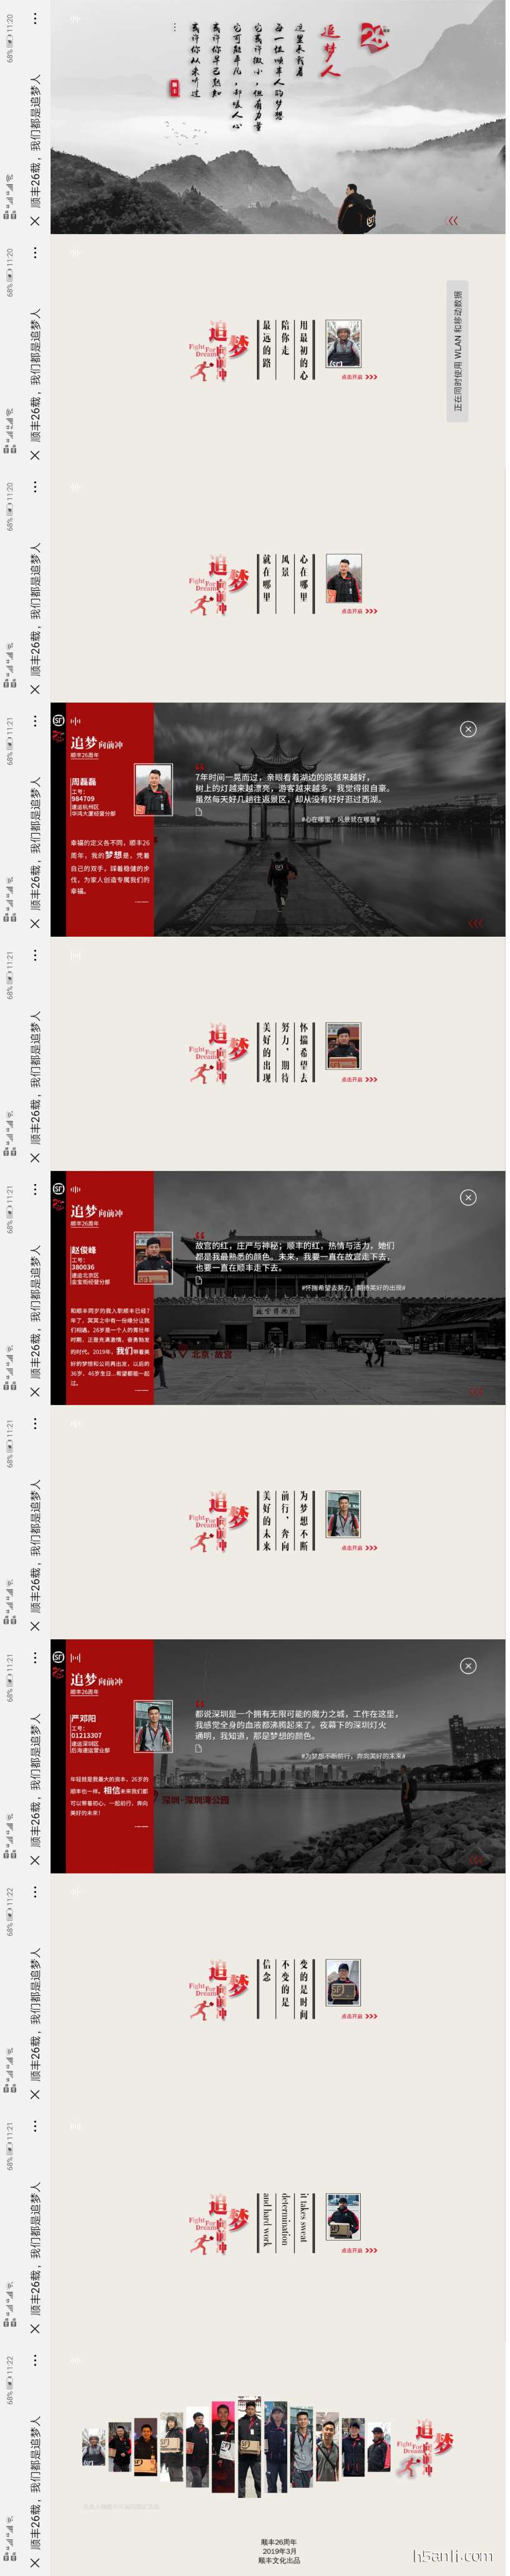 68% 11:20
顺丰26载，我们都是追梦人
26
追梦人
这里承载着
每一位顺丰人的梦想
它或许微小，但有力量
它可能平凡，却暖人心
或许你早已熟知
或许你从未听过
68% 11:20
顺丰26载，我们都是追梦人
追梦向前冲
Fight For Dream
用最初的心
陪你走
最远的路
点击开启 >>>
正在同时使用 WLAN 和移动数据
68% 11:20
顺丰26载，我们都是追梦人
追梦向前冲
Fight For Dream
心在哪里
风景
就在哪里
点击开启 >>>
68% 11:21
顺丰26载，我们都是追梦人
追梦向前冲
顺丰26周年
周磊磊
工号：
984709
速运杭州区
华鸿大厦经营分部
幸福的定义各不同，顺丰26
周年，我的梦想是，凭着
自己的双手，踩着稳健的步
伐，为家人创造专属我们的
幸福。
7年时间一晃而过，亲眼看着湖边的路越来越好，
树上的灯越来越漂亮，游客越来越多，我觉得很自豪。
虽然每天好几趟往返景区，却从没有好好逛过西湖。
#心在哪里，风景就在哪里#
68% 11:21
顺丰26载，我们都是追梦人
追梦向前冲
Fight For Dream
怀揣希望去
努力，期待
美好的出现
点击开启 >>>
68% 11:21
顺丰26载，我们都是追梦人
追梦向前冲
顺丰26周年
赵俊峰
工号：
380036
速运北京区
金宝街经营分部
和顺丰同岁的我入职顺丰已经7
年了，其冥之中有一份缘分让我
们相遇。26岁是一个人的青壮年
时期，正是充满激情，奋勇勃发
的时代。2019年，我们带着美
好的梦想和公司再出发，以后的
36岁，46岁生日...希望都能一起
过。
故宫的红，庄严与神秘；顺丰的红，热情与活力，她们
都是我最熟悉的颜色。未来，我要一直在故宫走下去，
也要一直在顺丰走下去。
#怀揣希望去努力，期待美好的出现#
故宫博物院
北京·故宫
68% 11:21
顺丰26载，我们都是追梦人
追梦向前冲
Fight For Dream
为梦想不断
前行，奔向
美好的未来
点击开启 >>>
68% 11:21
顺丰26载，我们都是追梦人
追梦向前冲
顺丰26周年
严邓阳
工号：
01213307
速运深圳区
后海速运营业部
年轻就是我最大的资本，26岁的
顺丰也一样。相信未来我们都
可以带着初心，一起前行，奔向
美好的未来！
都说深圳是一个拥有无限可能的魔力之城，工作在这里，
我感觉全身的血液都沸腾起来了。夜幕下的深圳灯火
通明，我知道，那是梦想的颜色。
#为梦想不断前行，奔向美好的未来#
深圳·深圳湾公园
68% 11:22
顺丰26载，我们都是追梦人
追梦向前冲
Fight For Dream
变的是时间
不变的是
信念
点击开启 >>>
68% 11:21
顺丰26载，我们都是追梦人
追梦向前冲
Fight For Dream
it takes sweat
determination
and hard work
点击开启 >>>
68% 11:22
顺丰26载，我们都是追梦人
追梦向前冲
Fight For Dream
顺丰26周年
2019年3月
顺丰文化出品
h5anli.com